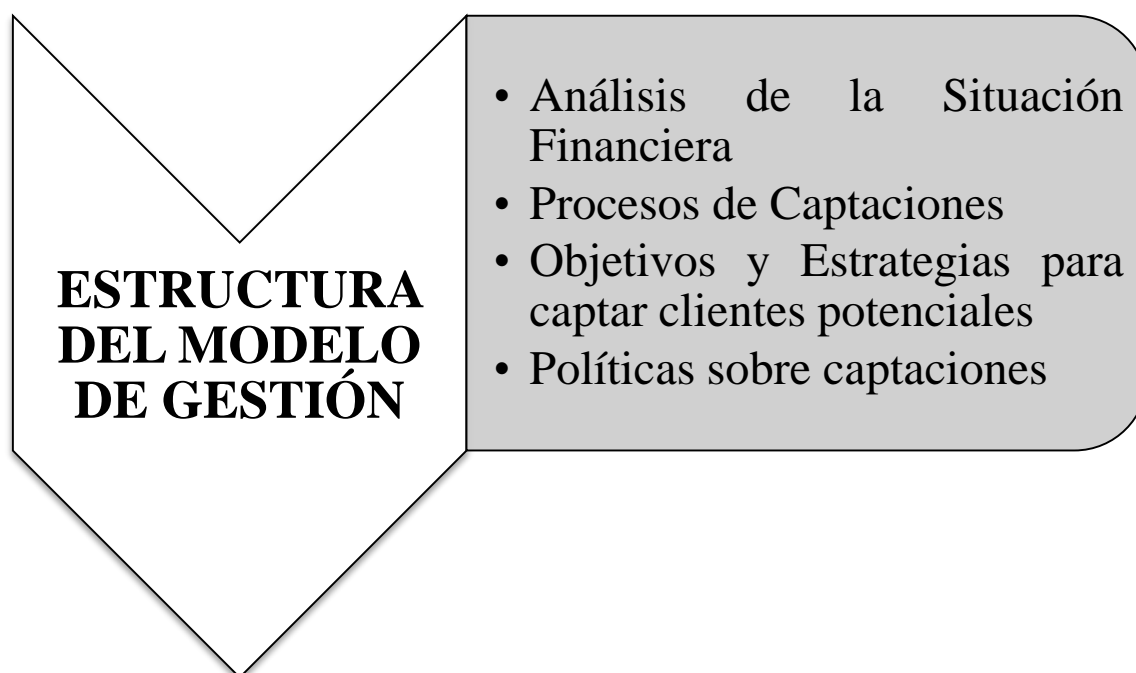 ESTRUCTURA
DEL MODELO
DE GESTIÓN
• Análisis de la Situación
Financiera
• Procesos de Captaciones
• Objetivos y Estrategias para
captar clientes potenciales
• Políticas sobre captaciones